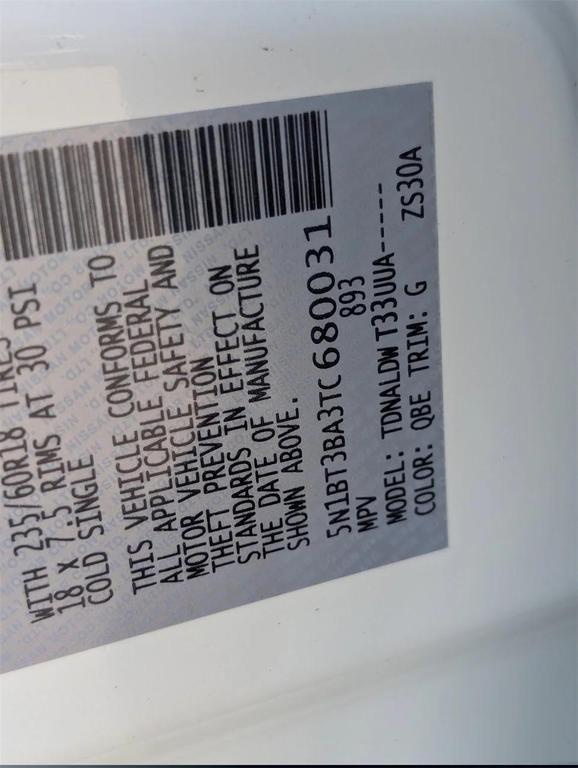 WITH 235/60R18 TIRES
18 X 7.5 RIMS AT 30 PSI
COLD SINGLE
THIS VEHICLE CONFORMS TO
ALL APPLICABLE FEDERAL
MOTOR VEHICLE SAFETY AND
THEFT PREVENTION
STANDARDS IN EFFECT ON
THE DATE OF MANUFACTURE
SHOWN ABOVE.
5N1BT3BA3TC680031
MPV 893
MODEL: TDNALDW T33UUA-----
COLOR: QBE TRIM: G ZS30A